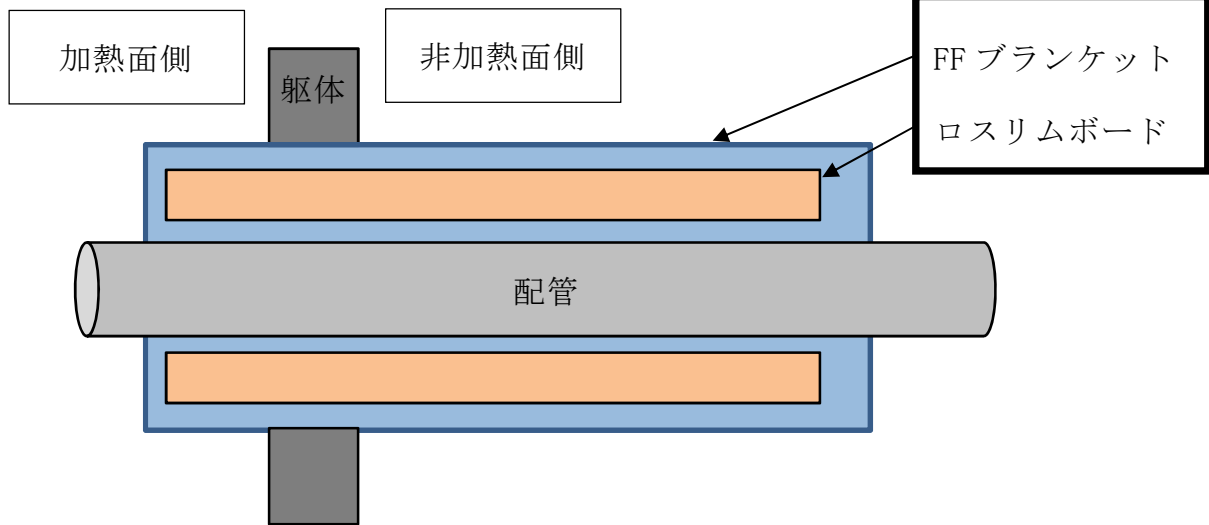 加熱面側
躯体
非加熱面側
FF ブランケット
ロスリムボード
配管